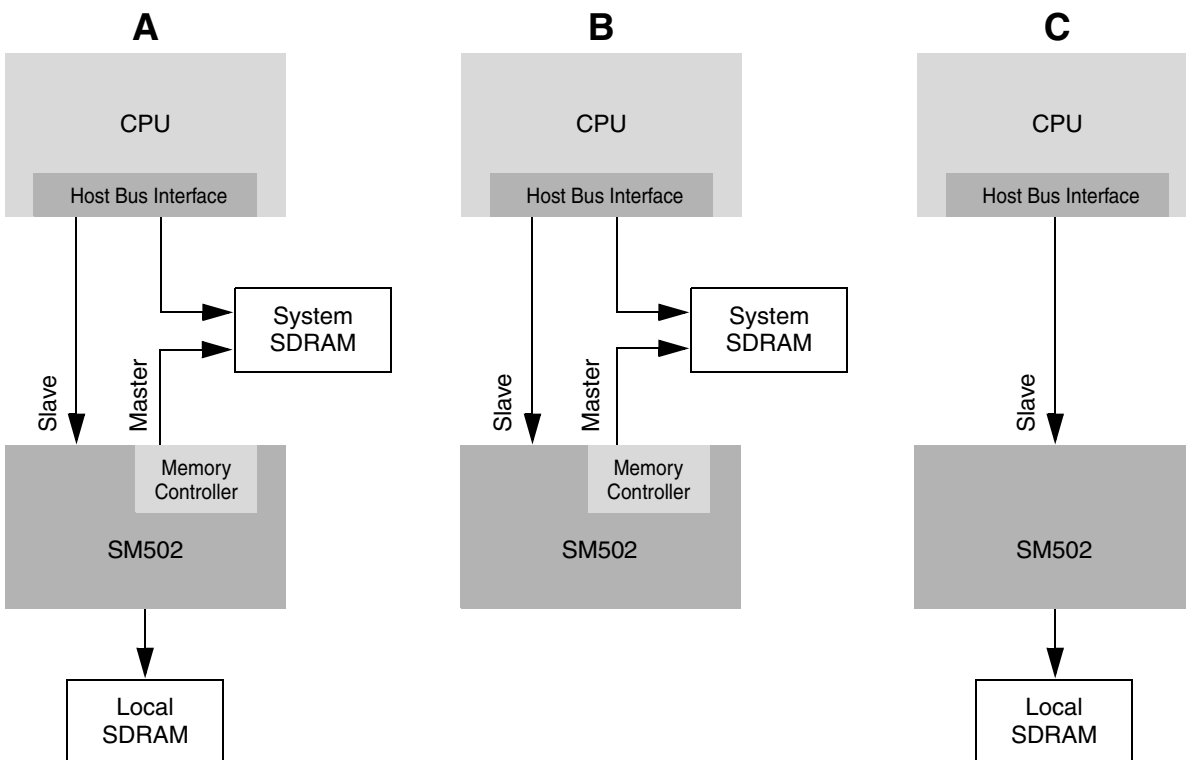 A
CPU
Host Bus Interface
System
SDRAM
Slave
Master
Memory
Controller
SM502
Local
SDRAM
B
CPU
Host Bus Interface
System
SDRAM
Slave
Master
Memory
Controller
SM502
C
CPU
Host Bus Interface
Slave
SM502
Local
SDRAM